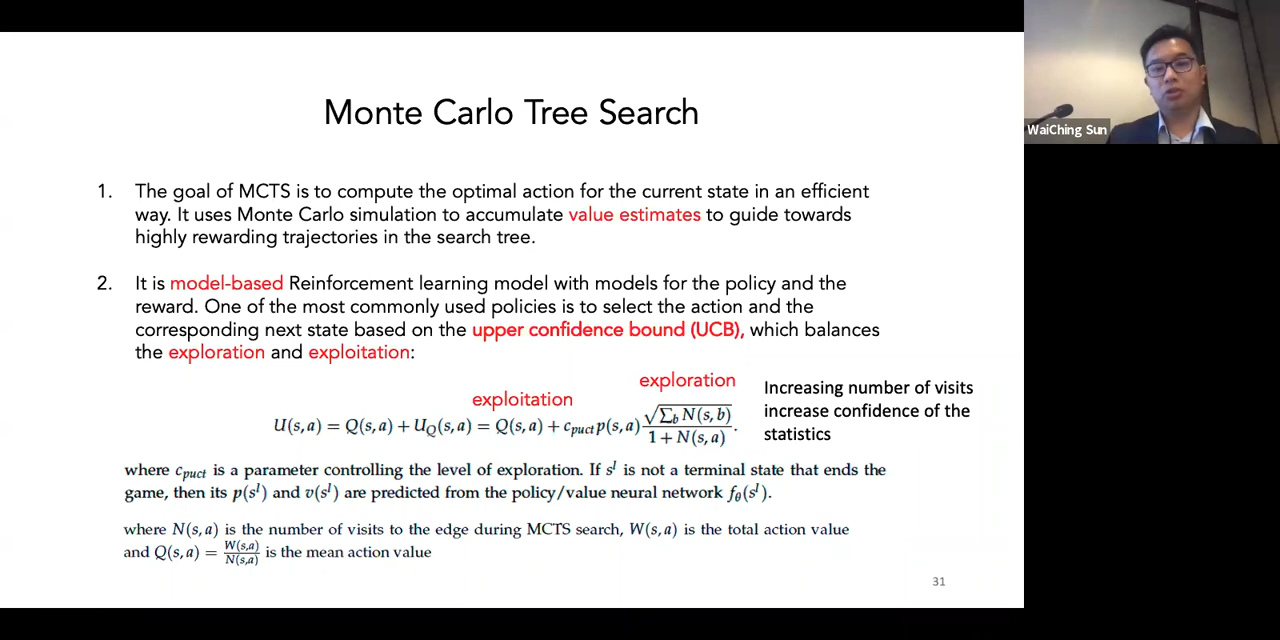 Monte Carlo Tree Search
1. The goal of MCTS is to compute the optimal action for the current state in an efficient
way. It uses Monte Carlo simulation to accumulate value estimates to guide towards
highly rewarding trajectories in the search tree.
2. It is model-based Reinforcement learning model with models for the policy and the
reward. One of the most commonly used policies is to select the action and the
corresponding next state based on the upper confidence bound (UCB), which balances
the exploration and exploitation:
exploitation
exploration
U(s,a) = Q(s,a) + U_Q(s,a) = Q(s,a) + c_puct p(s,a) √Σ_b N(s,b) / 1 + N(s,a) .
Increasing number of visits
increase confidence of the
statistics
where c_puct is a parameter controlling the level of exploration. If s^l is not a terminal state that ends the
game, then its p(s^l) and v(s^l) are predicted from the policy/value neural network f_θ(s^l).
where N(s,a) is the number of visits to the edge during MCTS search, W(s,a) is the total action value
and Q(s,a) = W(s,a)/N(s,a) is the mean action value
31
WaiChing Sun